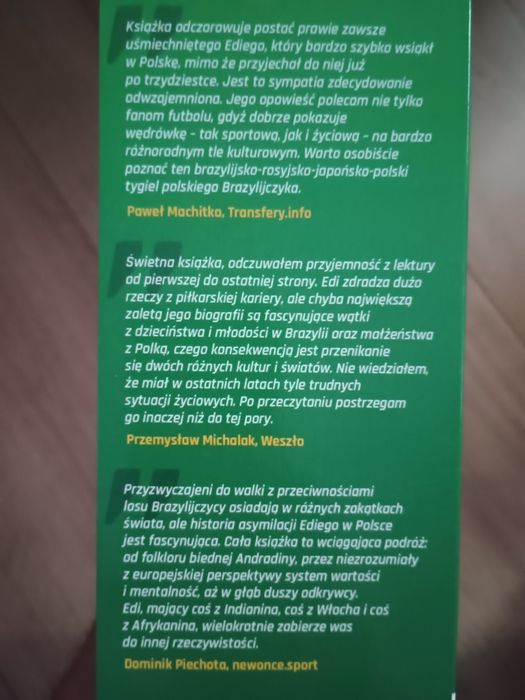 Książka odczarowuje postać prawie zawsze
uśmiechniętego Ediego, który bardzo szybko wsiąkł
w Polskę, mimo że przyjechał do niej już
po trzydziestce. Jest to sympatia zdecydowanie
odwzajemniona. Jego opowieść polecam nie tylko
fanom futbolu, gdyż dobrze pokazuje
wędrówkę - tak sportową, jak i życiową - na bardzo
różnorodnym tle kulturowym. Warto osobiście
poznać ten brazylijsko-rosyjsko-japońsko-polski
tygiel polskiego Brazylijczyka.
Paweł Machitko, Transfery.info
Świetna książka, odczuwałem przyjemność z lektury
od pierwszej do ostatniej strony. Edi zdradza dużo
rzeczy z piłkarskiej kariery, ale chyba największą
zaletą jego biografii są fascynujące wątki
z dzieciństwa i młodości w Brazylii oraz małżeństwa
z Polką, czego konsekwencją jest przenikanie
się dwóch różnych kultur i światów. Nie wiedziałem,
że miał w ostatnich latach tyle trudnych
sytuacji życiowych. Po przeczytaniu postrzegam
go inaczej niż do tej pory.
Przemysław Michalak, Weszło
Przyzwyczajeni do walki z przeciwnościami
losu Brazylijczycy osiadają w różnych zakątkach
świata, ale historia asymilacji Ediego w Polsce
jest fascynująca. Cała książka to wciągająca podróż:
od folkloru biednej Andradiny, przez niezrozumiały
z europejskiej perspektywy system wartości
i mentalność, aż w głąb duszy odkrywcy.
Edi, mający coś z Indianina, coś z Włocha i coś
z Afrykanina, wielokrotnie zabierze was
do innej rzeczywistości.
Dominik Piechota, newonce.sport